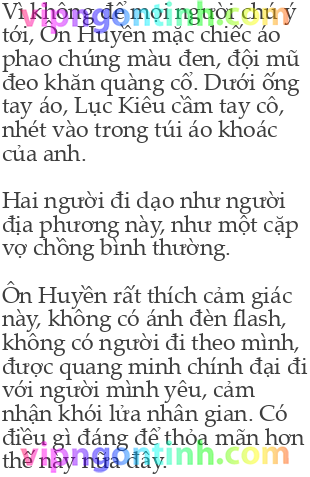 Vì không để mọi người chú ý
tới, Ôn Huyền mặc chiếc áo
phao chúng màu đen, đội mũ
đeo khăn quàng cổ. Dưới ống
tay áo, Lục Kiêu cầm tay cô,
nhét vào trong túi áo khoác
của anh.
Hai người đi dạo như người
địa phương này, như một cặp
vợ chồng bình thường.
Ôn Huyền rất thích cảm giác
này, không có ánh đèn flash,
không có người đi theo mình,
được quang minh chính đại đi
với người mình yêu, cảm
nhận khói lửa nhân gian. Có
điều gì đáng để thỏa mãn hơn
thế này nữa đây.
vipngontinh.com
vipngontinh.com